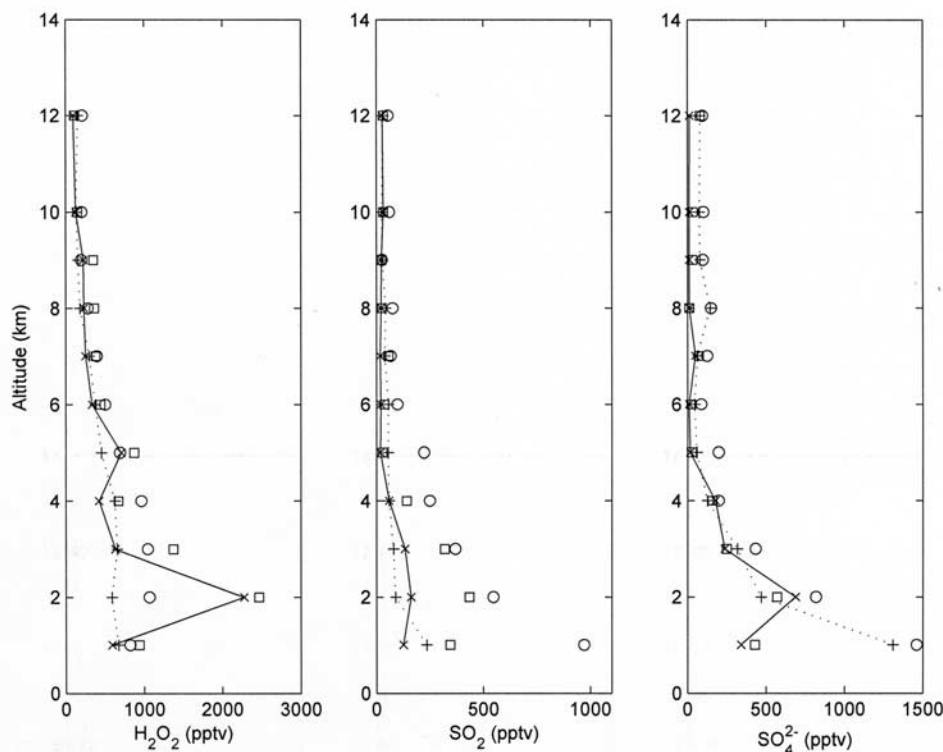 14 14 14
12 12 12
10 10 10
8 8 8
6 6 6
4 4 4
2 2 2
0 0 0
Altitude (km)
0 1000 2000 3000 0 500 1000 0 500 1000 1500
H₂O₂ (pptv) SO₂ (pptv) SO₄²⁻ (pptv)